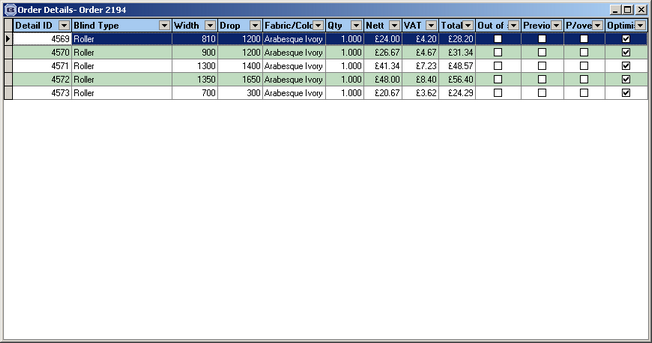 Order Details- Order 2194
Detail ID Blind Type Width Drop Fabric/Colo Qty Nett VAT Total Out of Previo P/ove Optimi
4569 Roller 810 1200 Arabesque Ivory 1.000 £24.00 £4.20 £28.20
4570 Roller 900 1200 Arabesque Ivory 1.000 £26.67 £4.67 £31.34
4571 Roller 1300 1400 Arabesque Ivory 1.000 £41.34 £7.23 £48.57
4572 Roller 1350 1650 Arabesque Ivory 1.000 £48.00 £8.40 £56.40
4573 Roller 700 300 Arabesque Ivory 1.000 £20.67 £3.62 £24.29